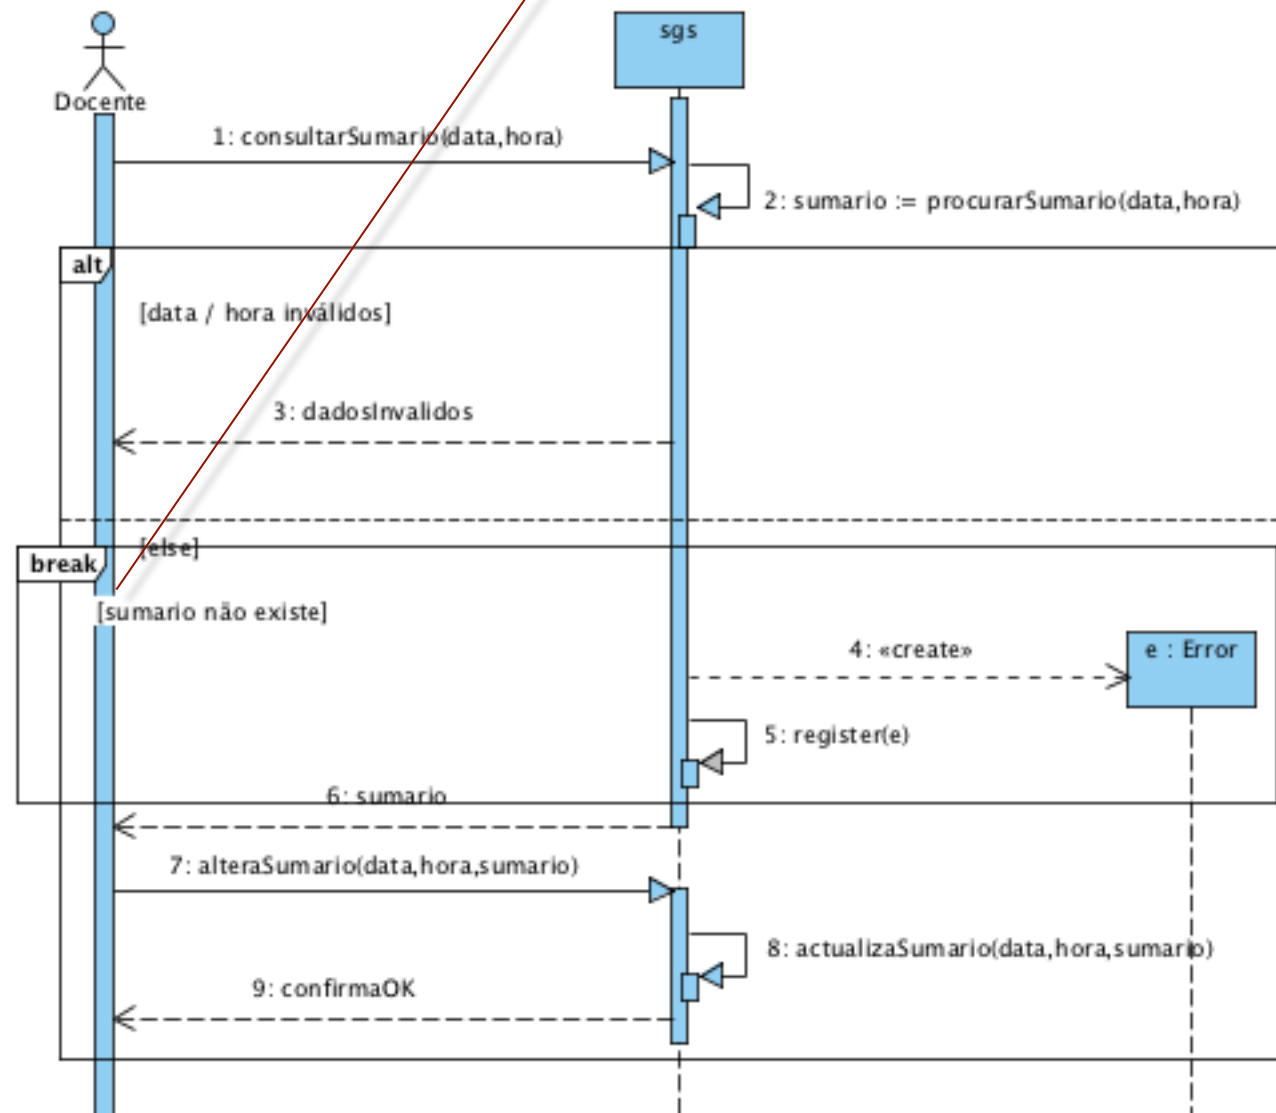 Docente
sgs
1: consultarSumario(data,hora)
2: sumario := procurarSumario(data,hora)
alt
[data / hora inválidos]
3: dadosInvalidos
[else]
break
[sumario não existe]
4: «create»
e : Error
5: register(e)
6: sumario
7: alteraSumario(data,hora,sumario)
8: actualizaSumario(data,hora,sumario)
9: confirmaOK